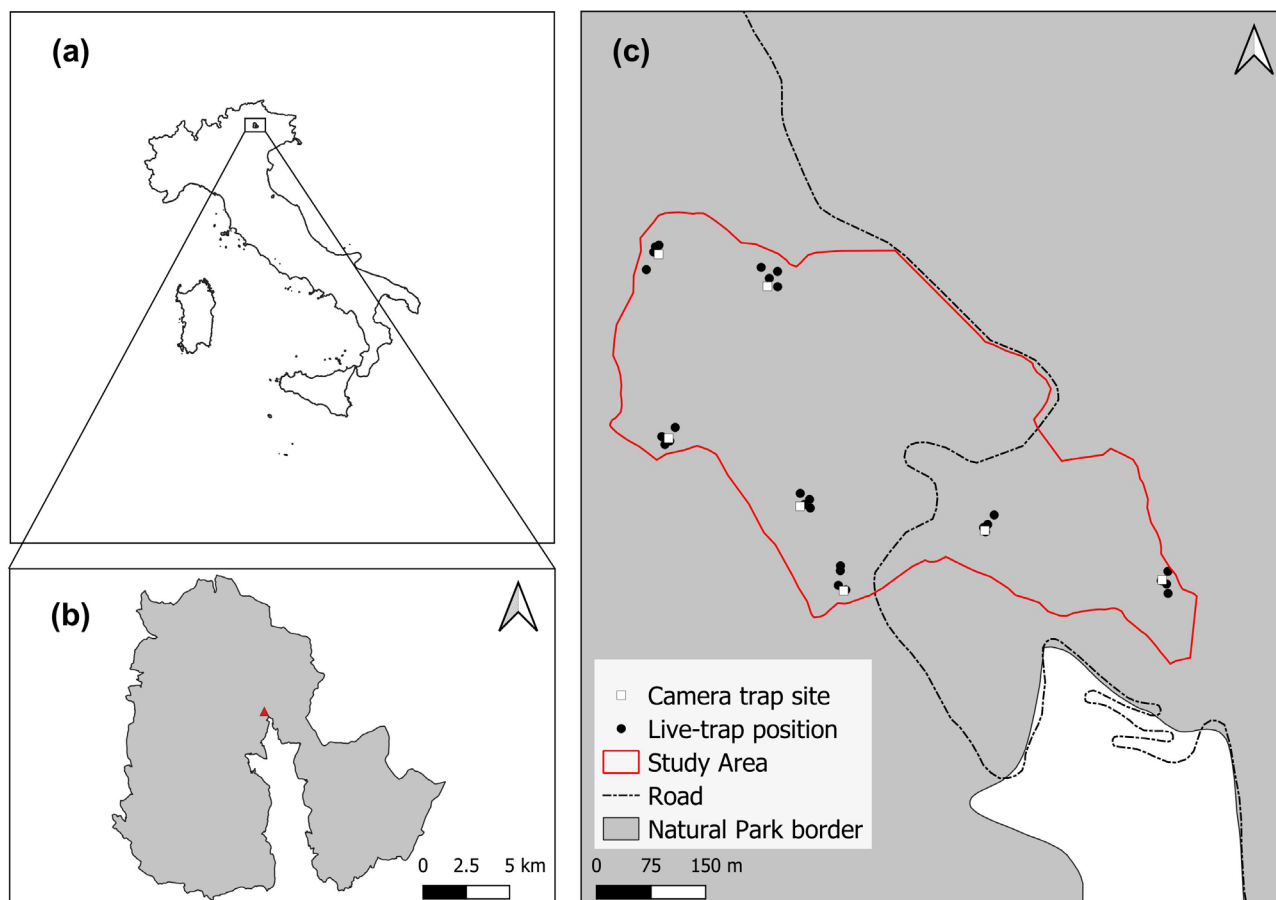 (a)
(b)
0 2.5 5 km
(c)
Camera trap site
Live-trap position
Study Area
Road
Natural Park border
0 75 150 m